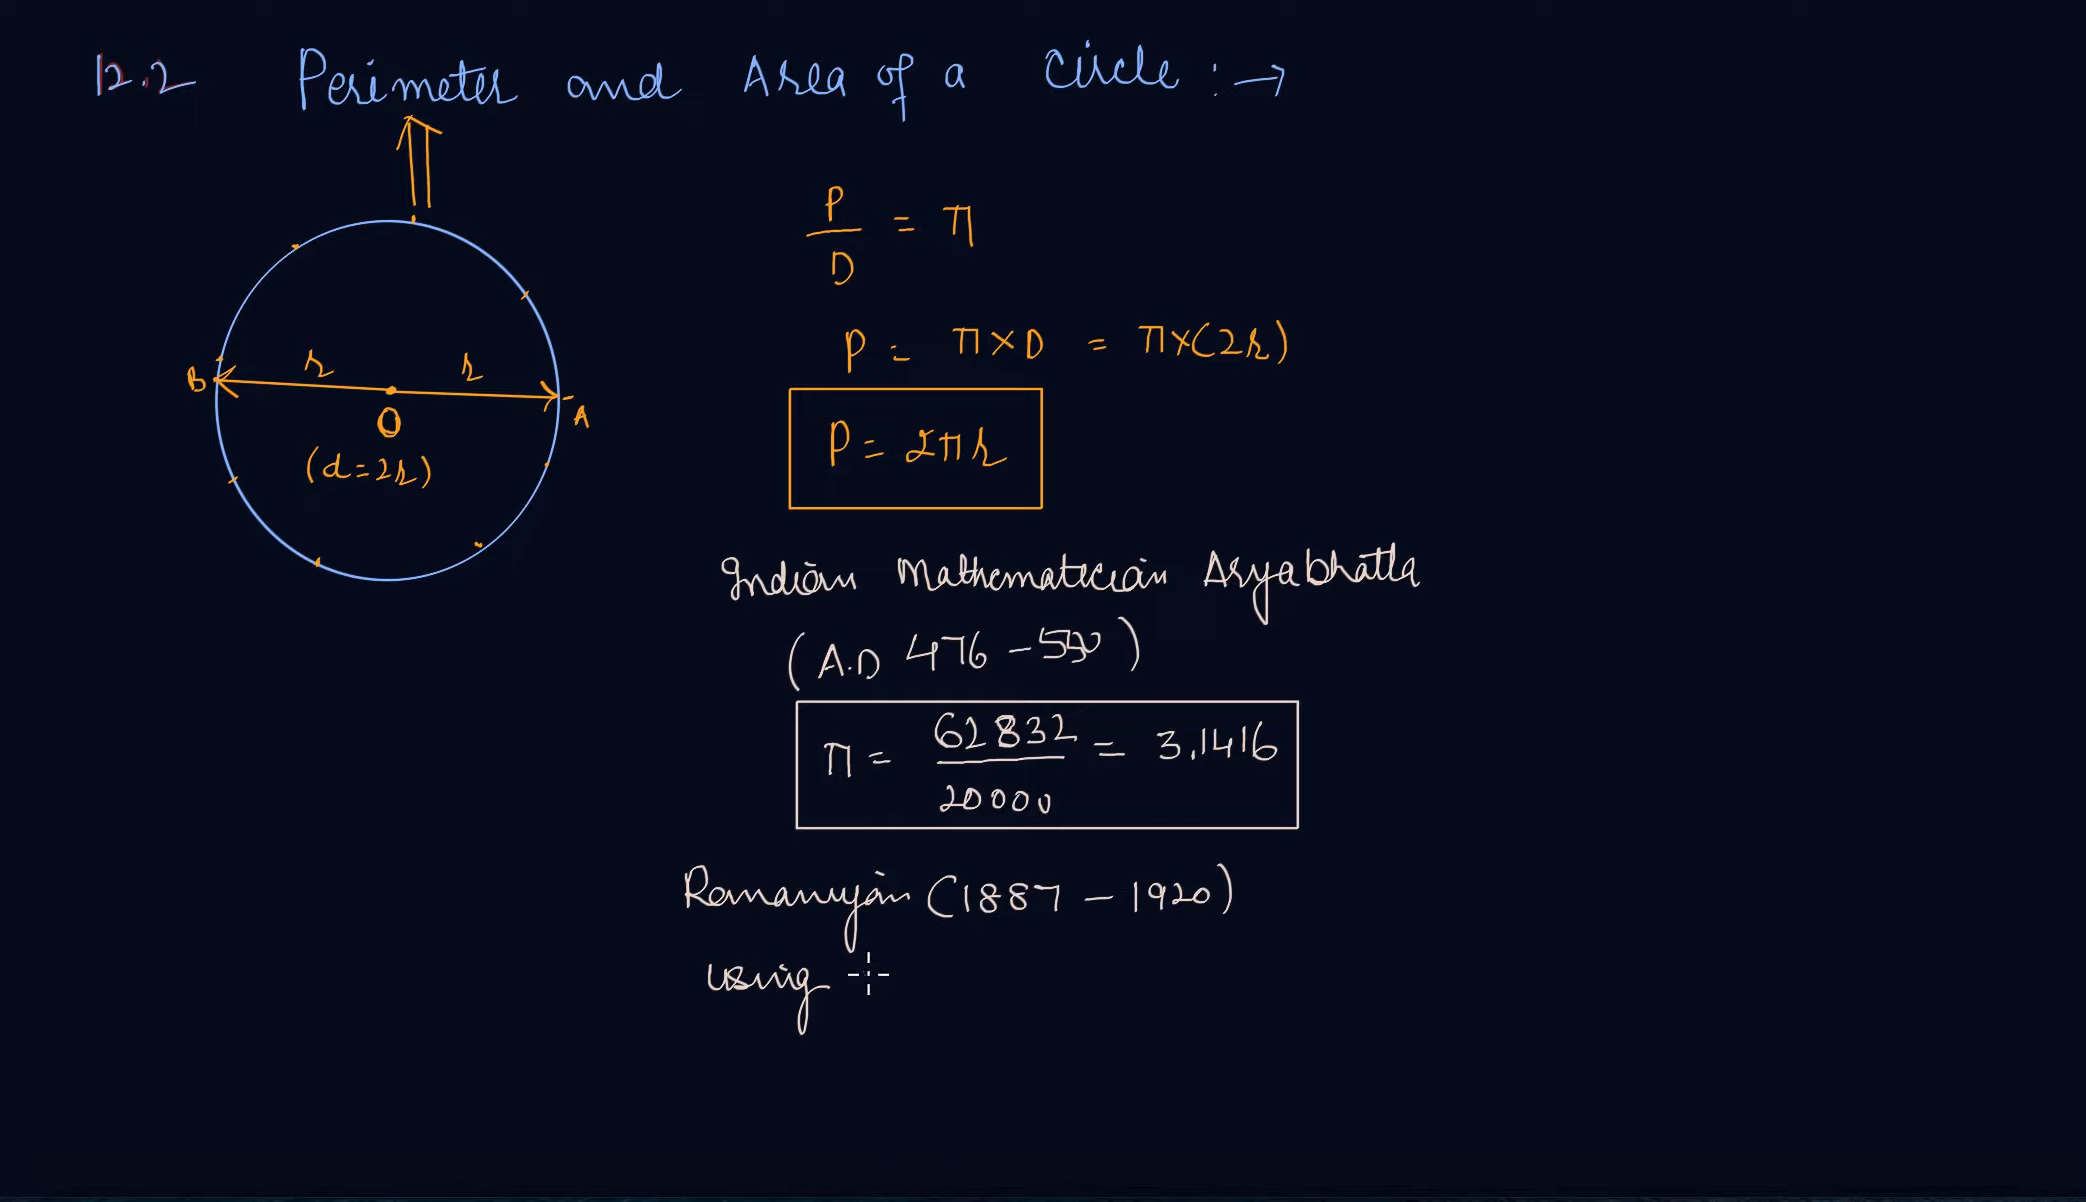 12.2 Perimeter and Area of a Circle :→
P/D = π
P = π×D = π×(2r)
B r r A
O
(d=2r)
P = 2πr
Indian Mathematician Aryabhatta
(A.D 476 – 550)
π = 62832/20000 = 3.1416
Ramanujan (1887 – 1920)
using